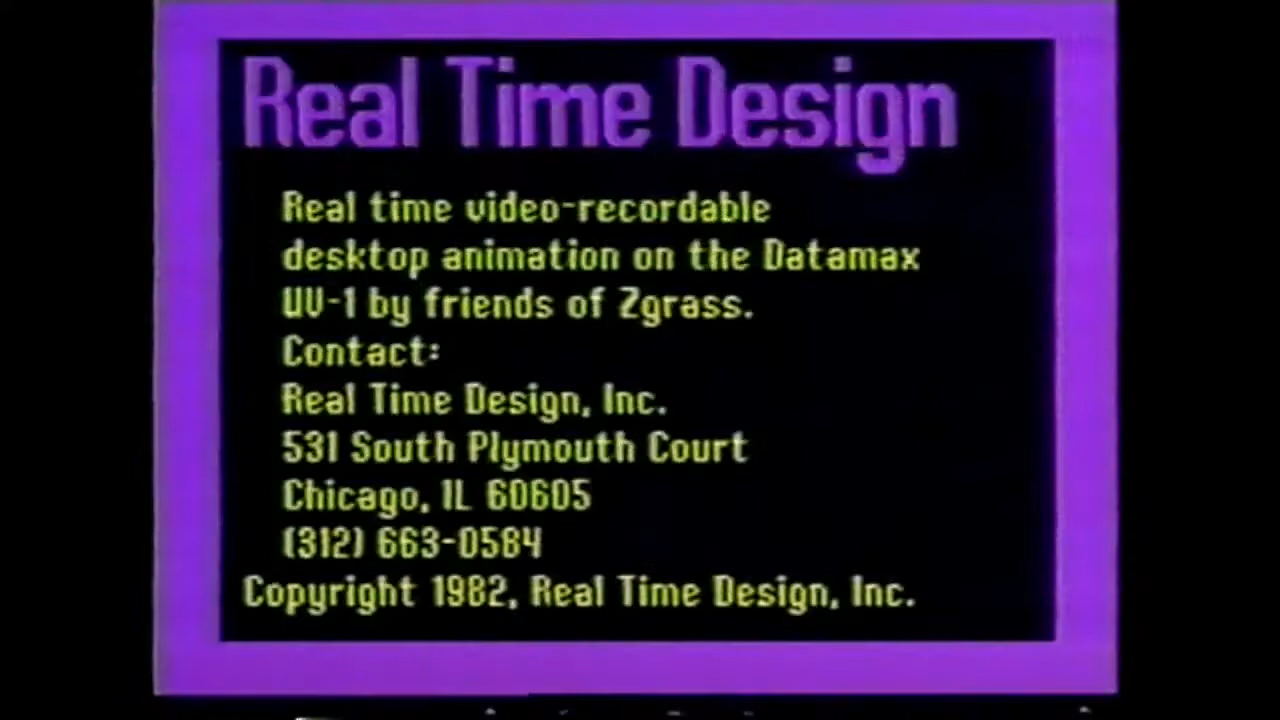 Real Time Design
Real time video-recordable
desktop animation on the Datamax
UV-1 by friends of Zgrass.
Contact:
Real Time Design, Inc.
531 South Plymouth Court
Chicago, IL 60605
(312) 663-0584
Copyright 1982, Real Time Design, Inc.